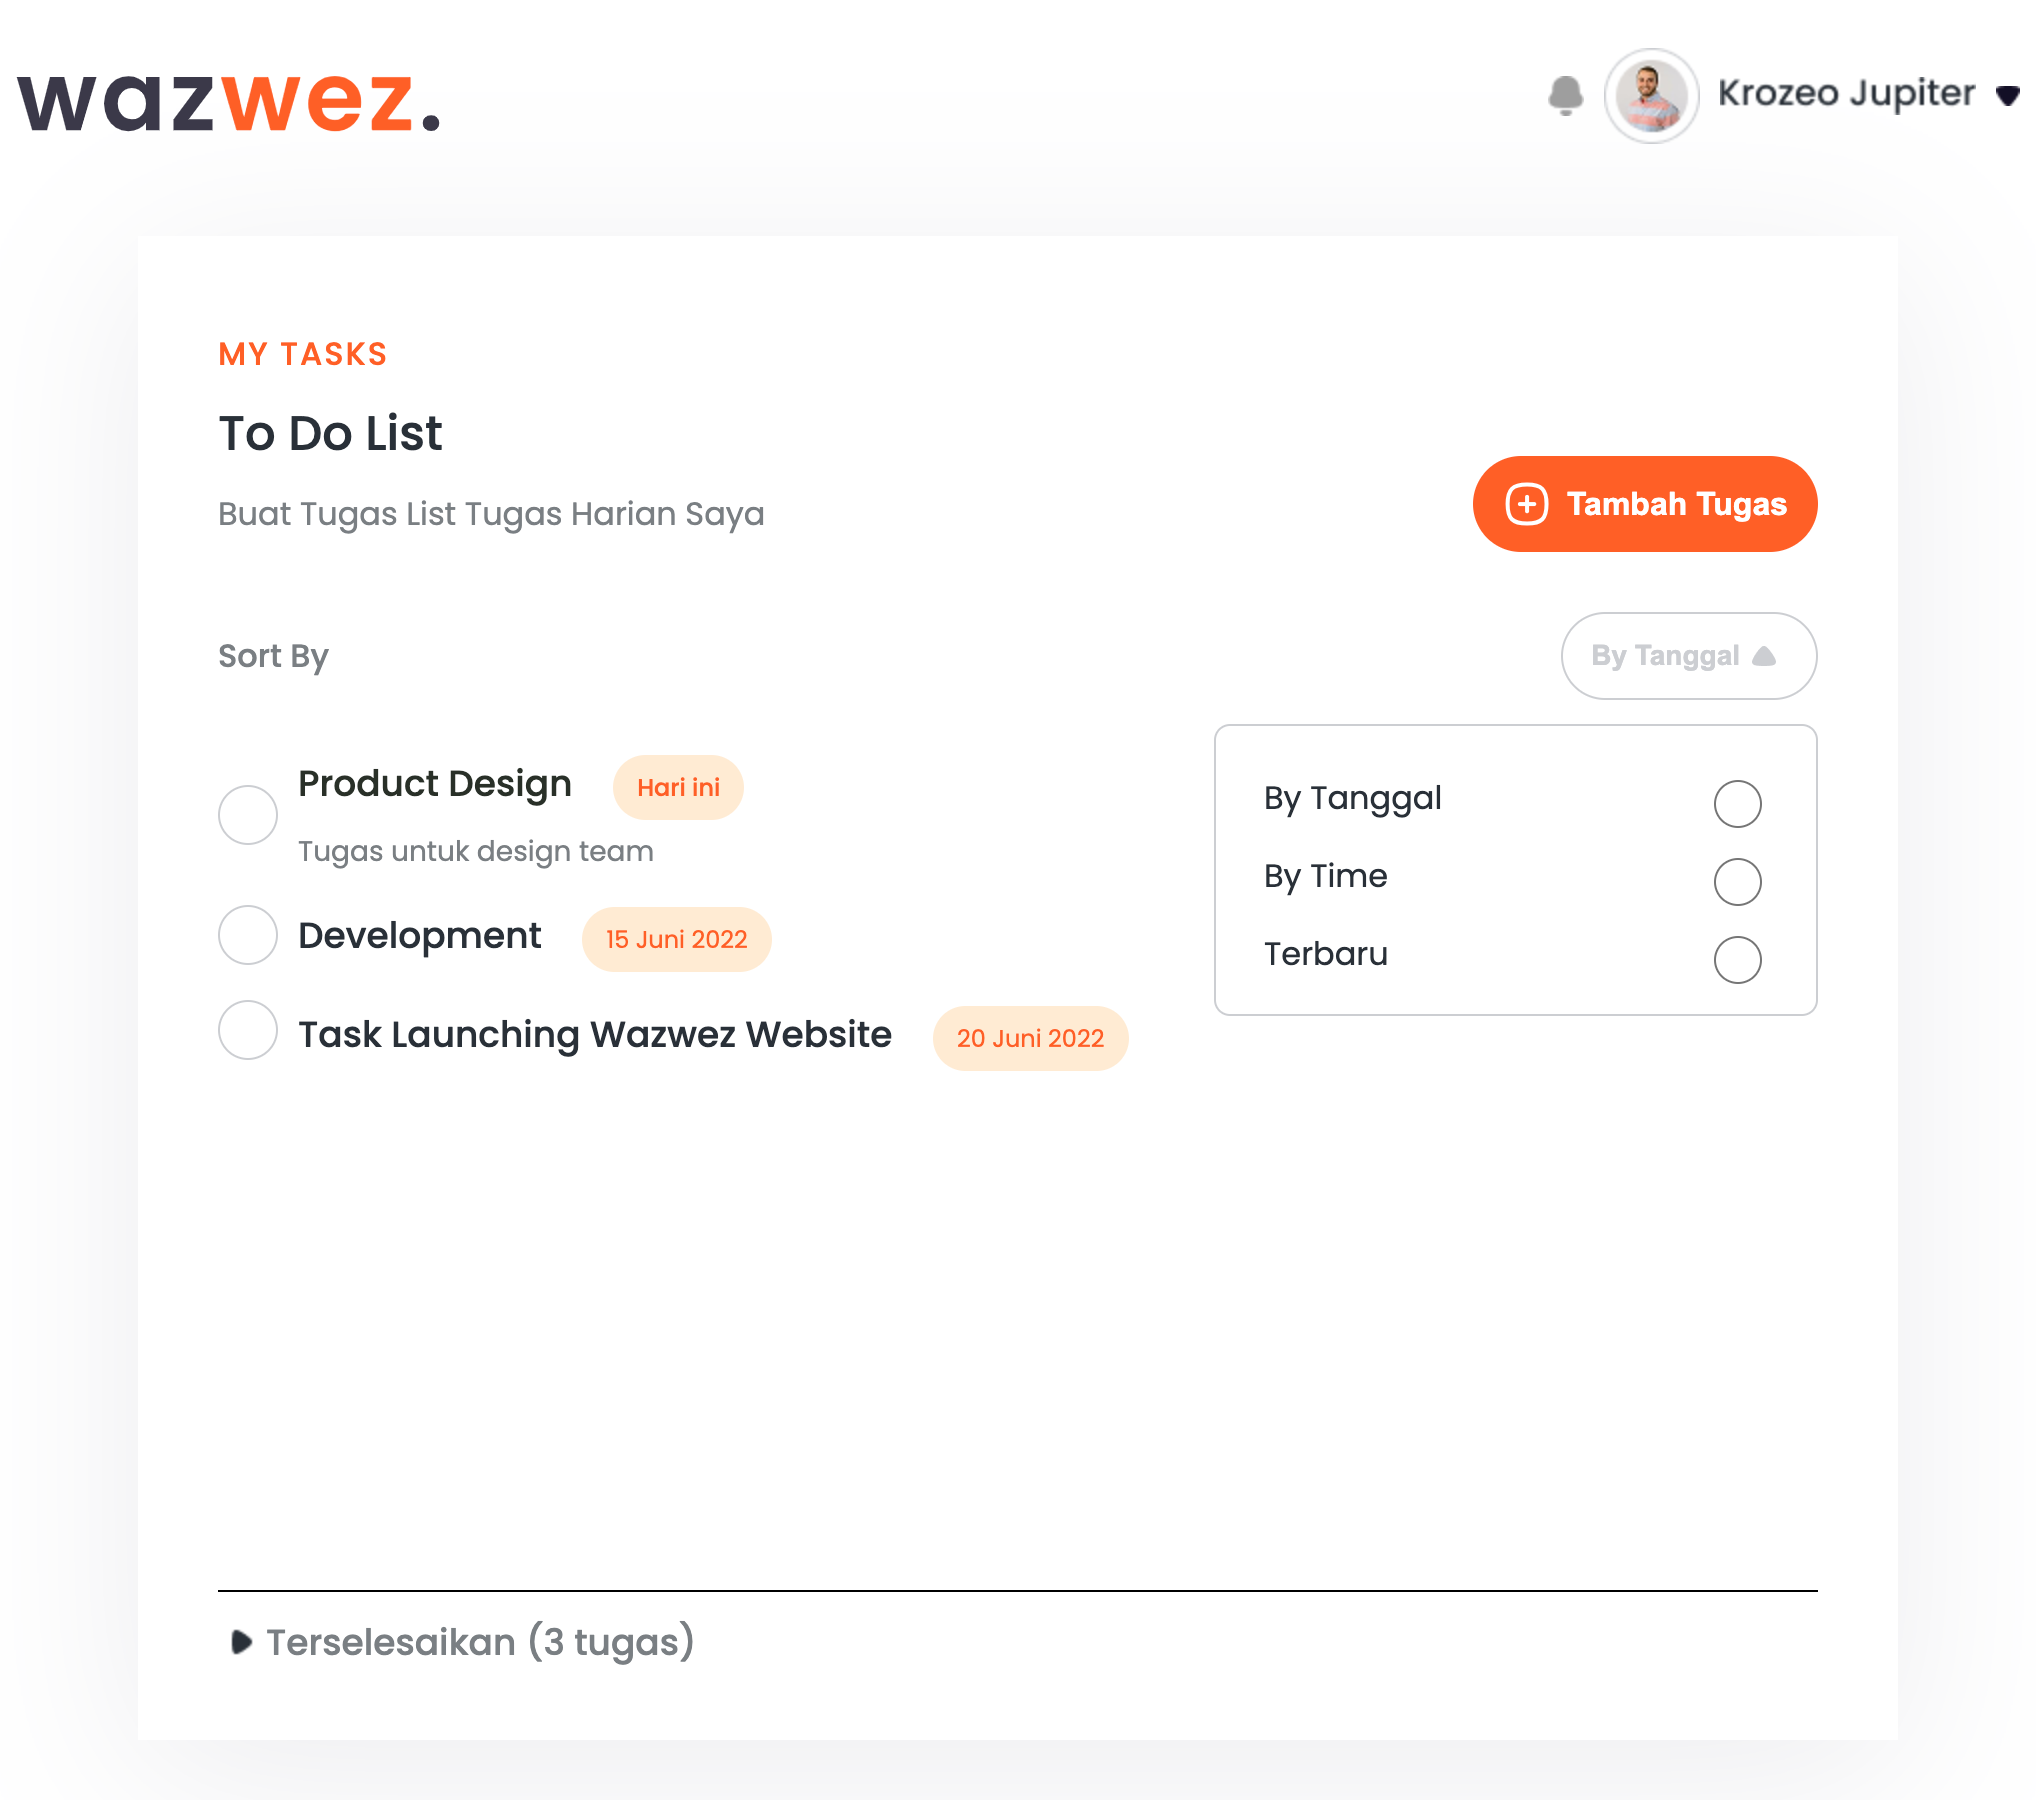 wazwez.
Krozeo Jupiter
MY TASKS
To Do List
Buat Tugas List Tugas Harian Saya
Tambah Tugas
Sort By
By Tanggal
Product Design
Hari ini
Tugas untuk design team
Development
15 Juni 2022
Task Launching Wazwez Website
20 Juni 2022
By Tanggal
By Time
Terbaru
Terselesaikan (3 tugas)